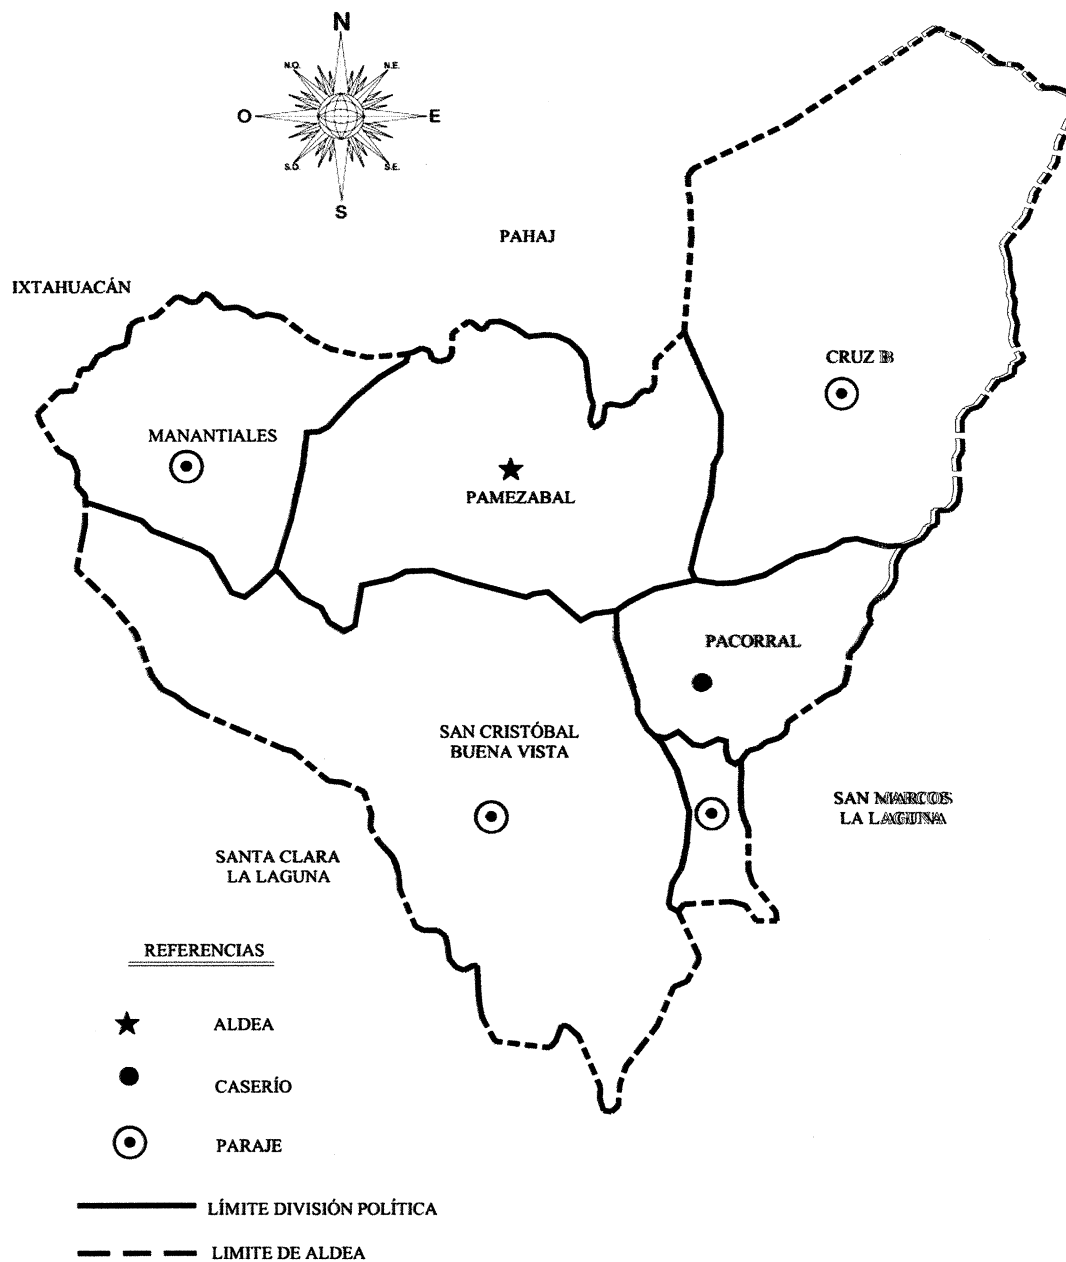 N
N.O.
N.E.
O
E
S.O.
S.E.
S
PAHAJ
IXTAHUACÁN
CRUZ B
MANANTIALES
PAMEZABAL
PACORRAL
SAN CRISTÓBAL
BUENA VISTA
SAN MARCOS
LA LAGUNA
SANTA CLARA
LA LAGUNA
REFERENCIAS
ALDEA
CASERÍO
PARAJE
LÍMITE DIVISIÓN POLÍTICA
LIMITE DE ALDEA